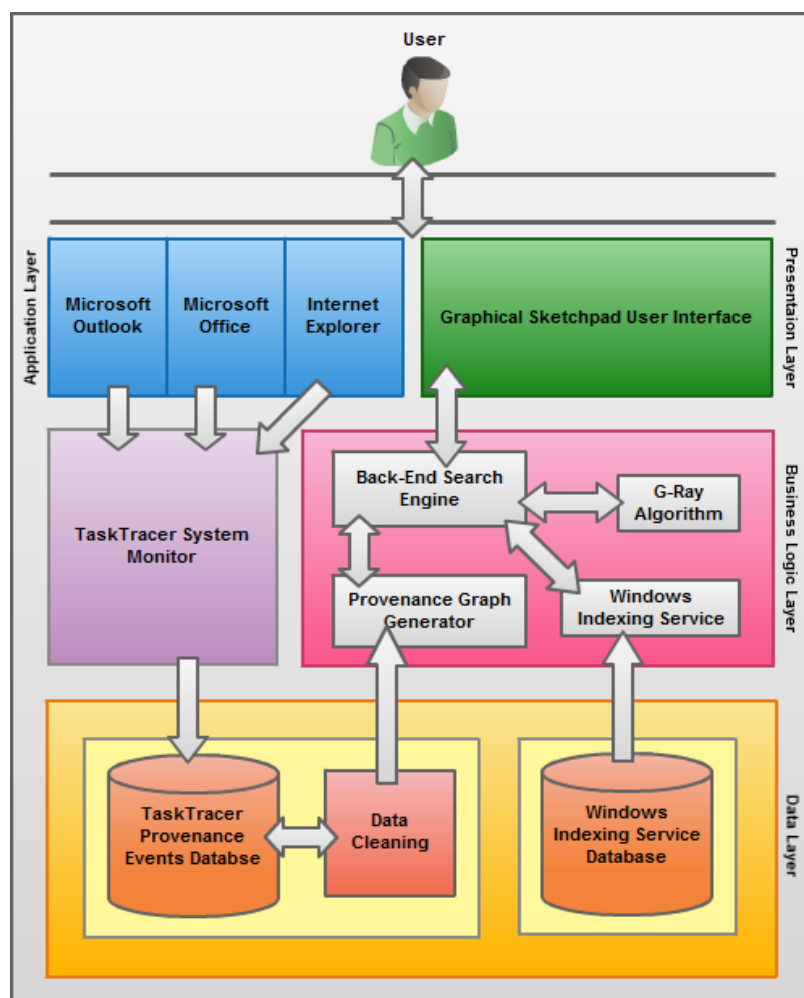 User
Application Layer
Microsoft
Outlook
Microsoft
Office
Internet
Explorer
Graphical Sketchpad User Interface
Presentaion Layer
TaskTracer System
Monitor
Back-End Search
Engine
G-Ray
Algorithm
Provenance Graph
Generator
Windows
Indexing Service
Business Logic Layer
TaskTracer
Provenance
Events Databse
Data
Cleaning
Windows
Indexing Service
Database
Data Layer